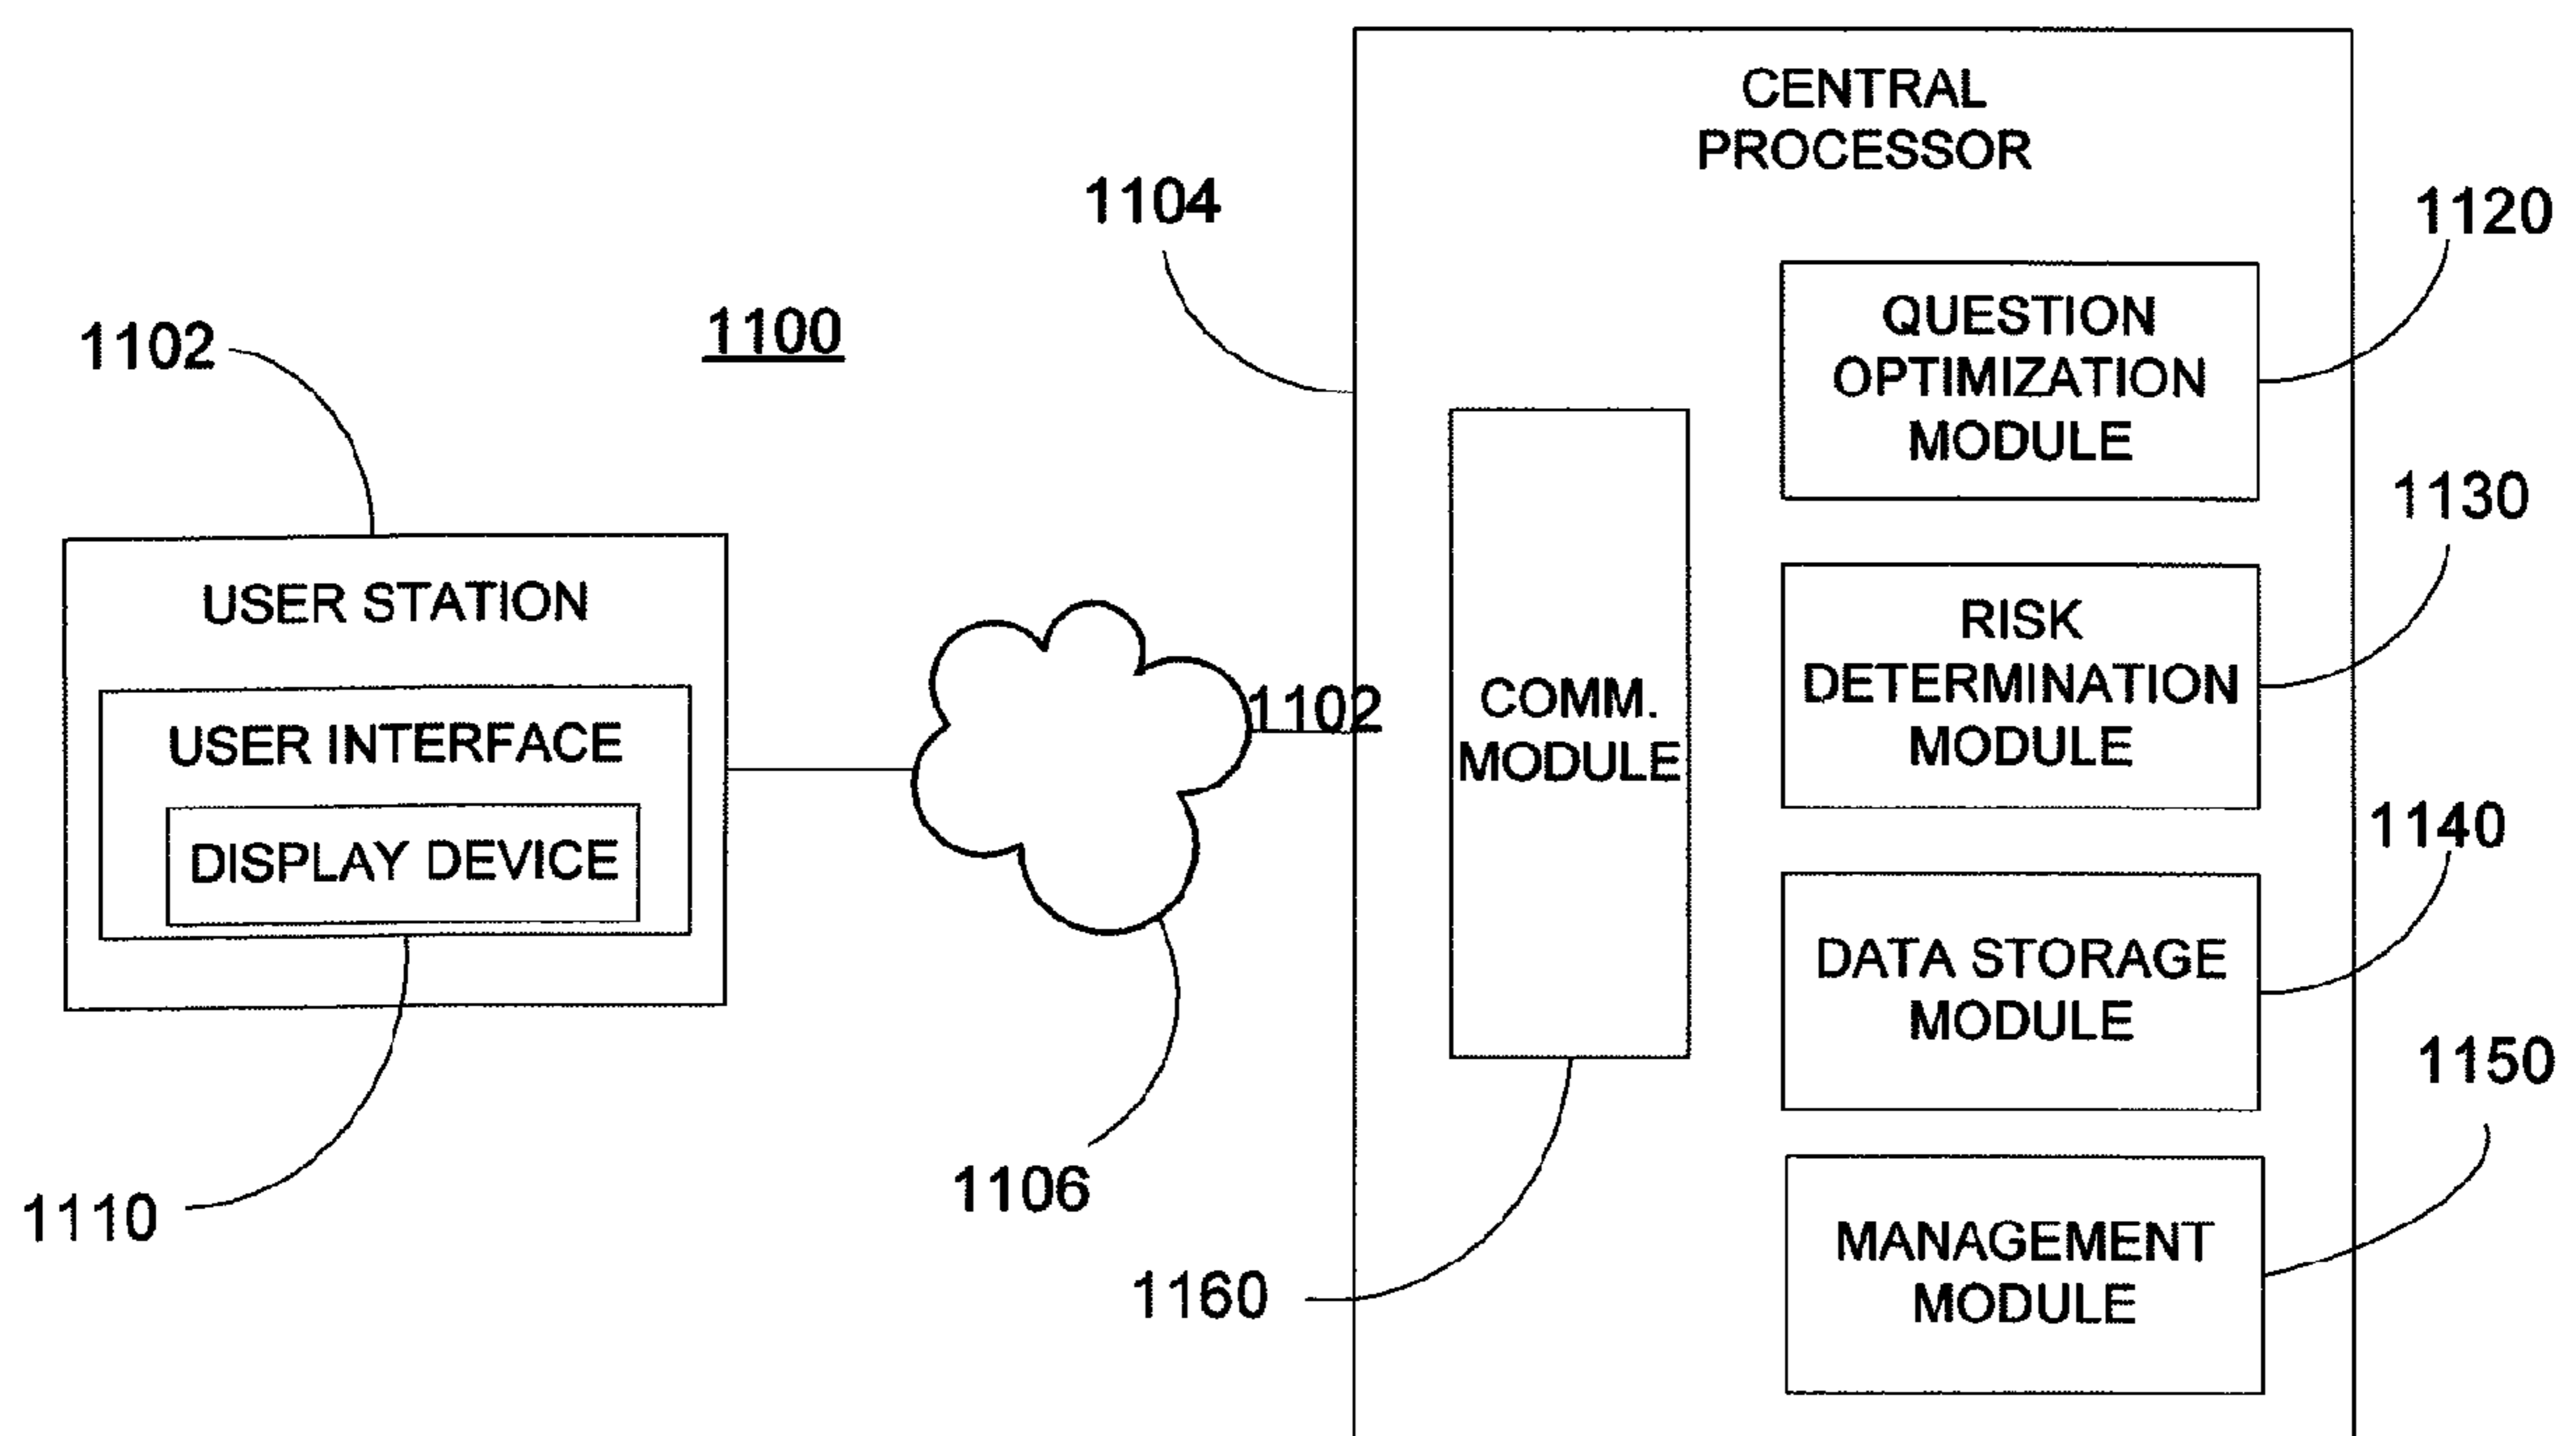 CENTRAL
PROCESSOR
1104
1120
1100
1102
QUESTION
OPTIMIZATION
MODULE
1130
USER STATION
RISK
DETERMINATION
MODULE
1102
COMM.
MODULE
USER INTERFACE
DISPLAY DEVICE
1140
DATA STORAGE
MODULE
1150
1106
1110
1160
MANAGEMENT
MODULE